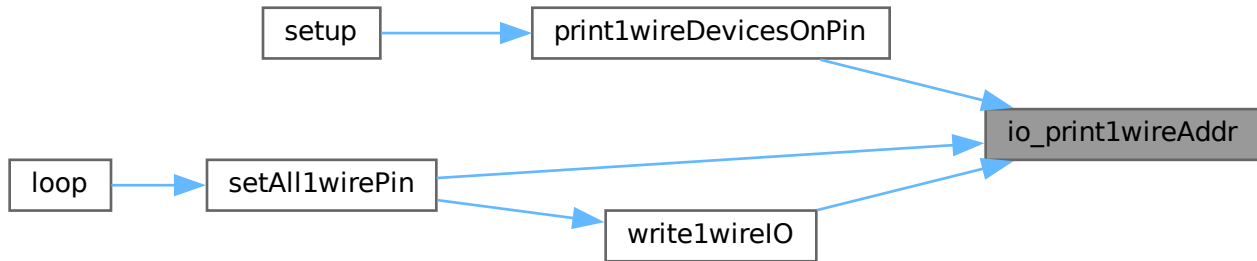 setup
print1wireDevicesOnPin
io_print1wireAddr
loop
setAll1wirePin
write1wireIO